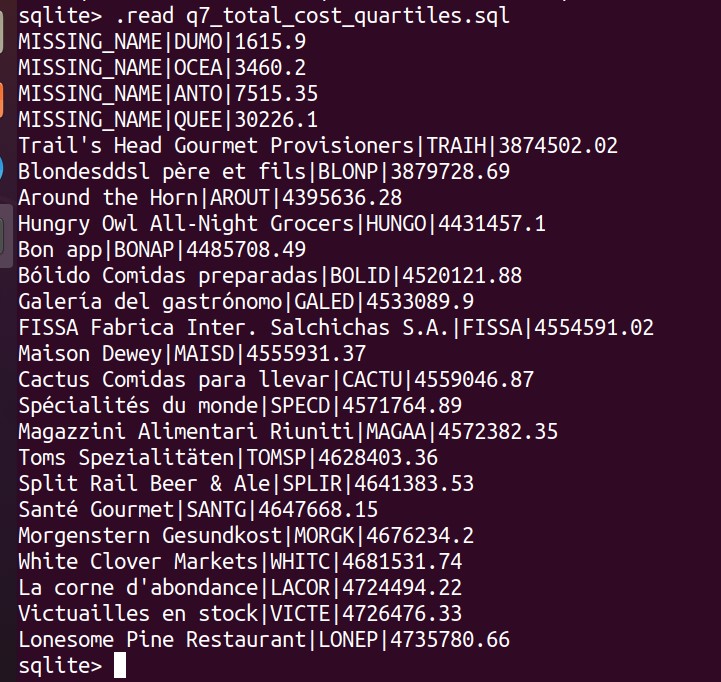 sqlite> .read q7_total_cost_quartiles.sql
MISSING_NAME|DUMO|1615.9
MISSING_NAME|OCEA|3460.2
MISSING_NAME|ANTO|7515.35
MISSING_NAME|QUEE|30226.1
Trail's Head Gourmet Provisioners|TRAIH|3874502.02
Blondesddsl père et fils|BLONP|3879728.69
Around the Horn|AROUT|4395636.28
Hungry Owl All-Night Grocers|HUNGO|4431457.1
Bon app|BONAP|4485708.49
Bólido Comidas preparadas|BOLID|4520121.88
Galería del gastrónomo|GALED|4533089.9
FISSA Fabrica Inter. Salchichas S.A.|FISSA|4554591.02
Maison Dewey|MAISD|4555931.37
Cactus Comidas para llevar|CACTU|4559046.87
Spécialités du monde|SPECD|4571764.89
Magazzini Alimentari Riuniti|MAGAA|4572382.35
Toms Spezialitäten|TOMSP|4628403.36
Split Rail Beer & Ale|SPLIR|4641383.53
Santé Gourmet|SANTG|4647668.15
Morgenstern Gesundkost|MORGK|4676234.2
White Clover Markets|WHITC|4681531.74
La corne d'abondance|LACOR|4724494.22
Victuailles en stock|VICTE|4726476.33
Lonesome Pine Restaurant|LONEP|4735780.66
sqlite>